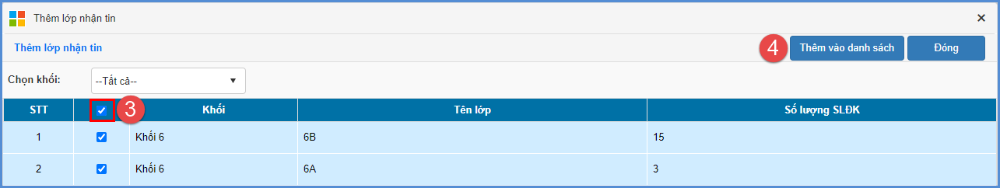 Thêm lớp nhận tin ×
Thêm lớp nhận tin 4 Thêm vào danh sách Đóng
Chọn khối: --Tất cả--
STT 3 Khối Tên lớp Số lượng SLĐK
1 Khối 6 6B 15
2 Khối 6 6A 3